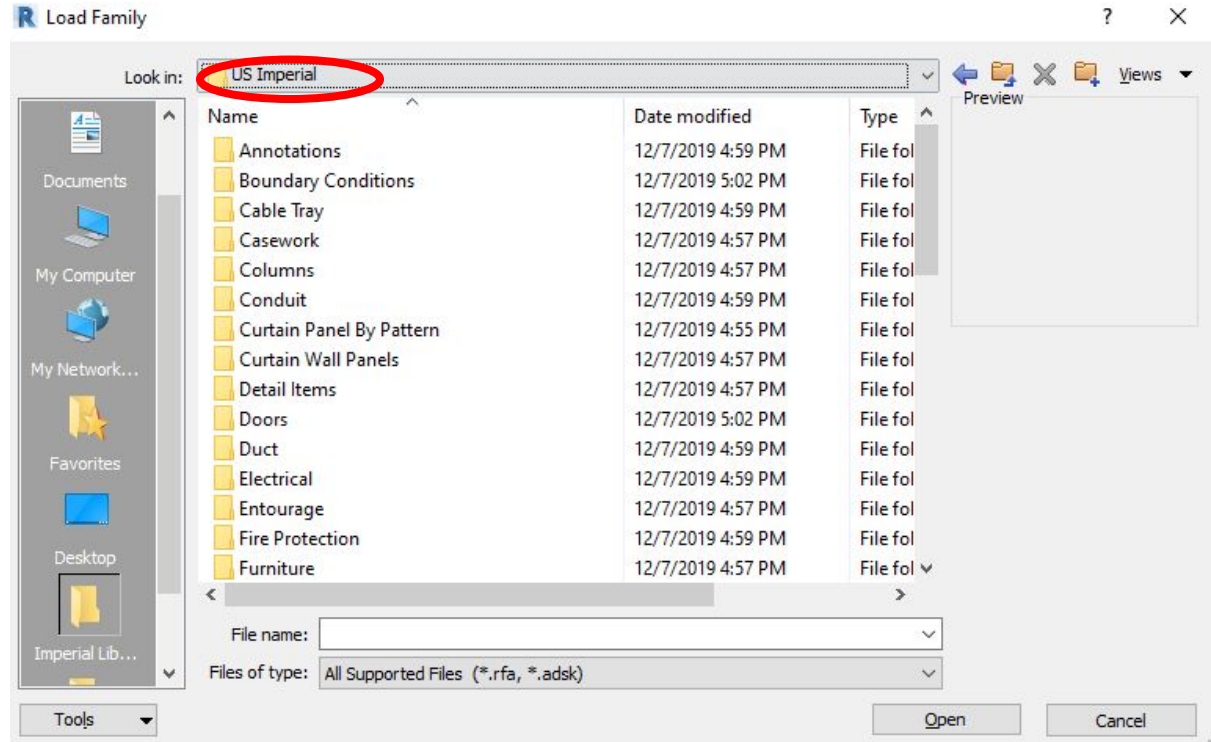 Load Family
? X
Look in: US Imperial Views
Preview
Name Date modified Type
Annotations 12/7/2019 4:59 PM File fol
Boundary Conditions 12/7/2019 5:02 PM File fol
Cable Tray 12/7/2019 4:59 PM File fol
Casework 12/7/2019 4:57 PM File fol
Columns 12/7/2019 4:57 PM File fol
Conduit 12/7/2019 4:59 PM File fol
Curtain Panel By Pattern 12/7/2019 4:55 PM File fol
Curtain Wall Panels 12/7/2019 4:57 PM File fol
Detail Items 12/7/2019 4:57 PM File fol
Doors 12/7/2019 5:02 PM File fol
Duct 12/7/2019 4:59 PM File fol
Electrical 12/7/2019 4:59 PM File fol
Entourage 12/7/2019 4:57 PM File fol
Fire Protection 12/7/2019 4:59 PM File fol
Furniture 12/7/2019 4:57 PM File fol
Documents
My Computer
My Network...
Favorites
Desktop
Imperial Lib...
File name:
Files of type: All Supported Files (*.rfa, *.adsk)
Tools Open Cancel